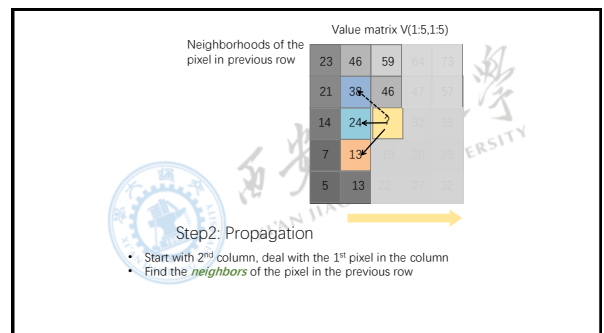 Value matrix V(1:5,1:5)
Neighborhoods of the
pixel in previous row
23 46 59 64 73
21 38 46 47 57
14 24 32 35
7 13 19 20 23
5 13 22 27 32
西安
Step2: Propagation
• Start with 2nd column, deal with the 1st pixel in the column
• Find the neighbors of the pixel in the previous row